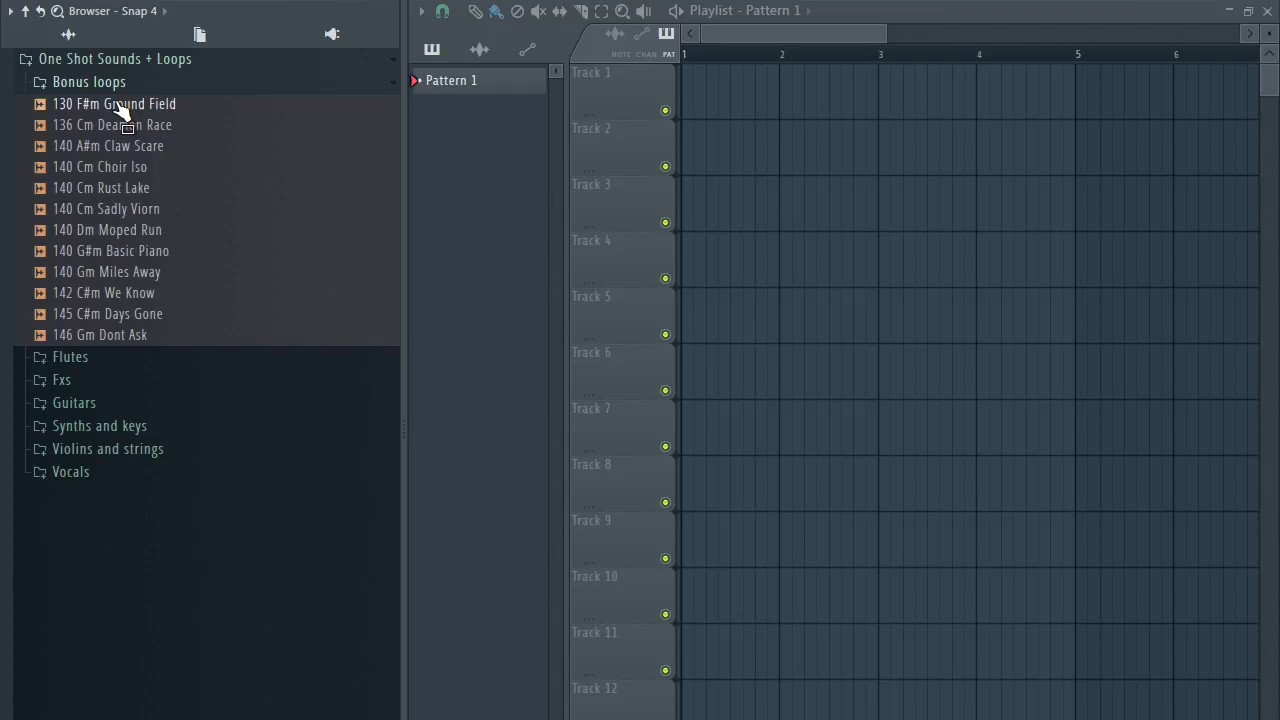 Browser - Snap 4
Playlist - Pattern 1
NOTE CHAN PAT
1 2 3 4 5 6
One Shot Sounds + Loops
Bonus loops
130 F#m Ground Field
136 Cm
Race
140 A#m Claw Scare
140 Cm Choir Iso
140 Cm Rust Lake
140 Cm Sadly Viorn
140 Dm Moped Run
140 G#m Basic Piano
140 Gm Miles Away
142 C#m We Know
145 C#m Days Gone
146 Gm Dont Ask
Flutes
Fxs
Guitars
Synths and keys
Violins and strings
Vocals
Pattern 1
Track 1
Track 2
Track 3
Track 4
Track 5
Track 6
Track 7
Track 8
Track 9
Track 10
Track 11
Track 12